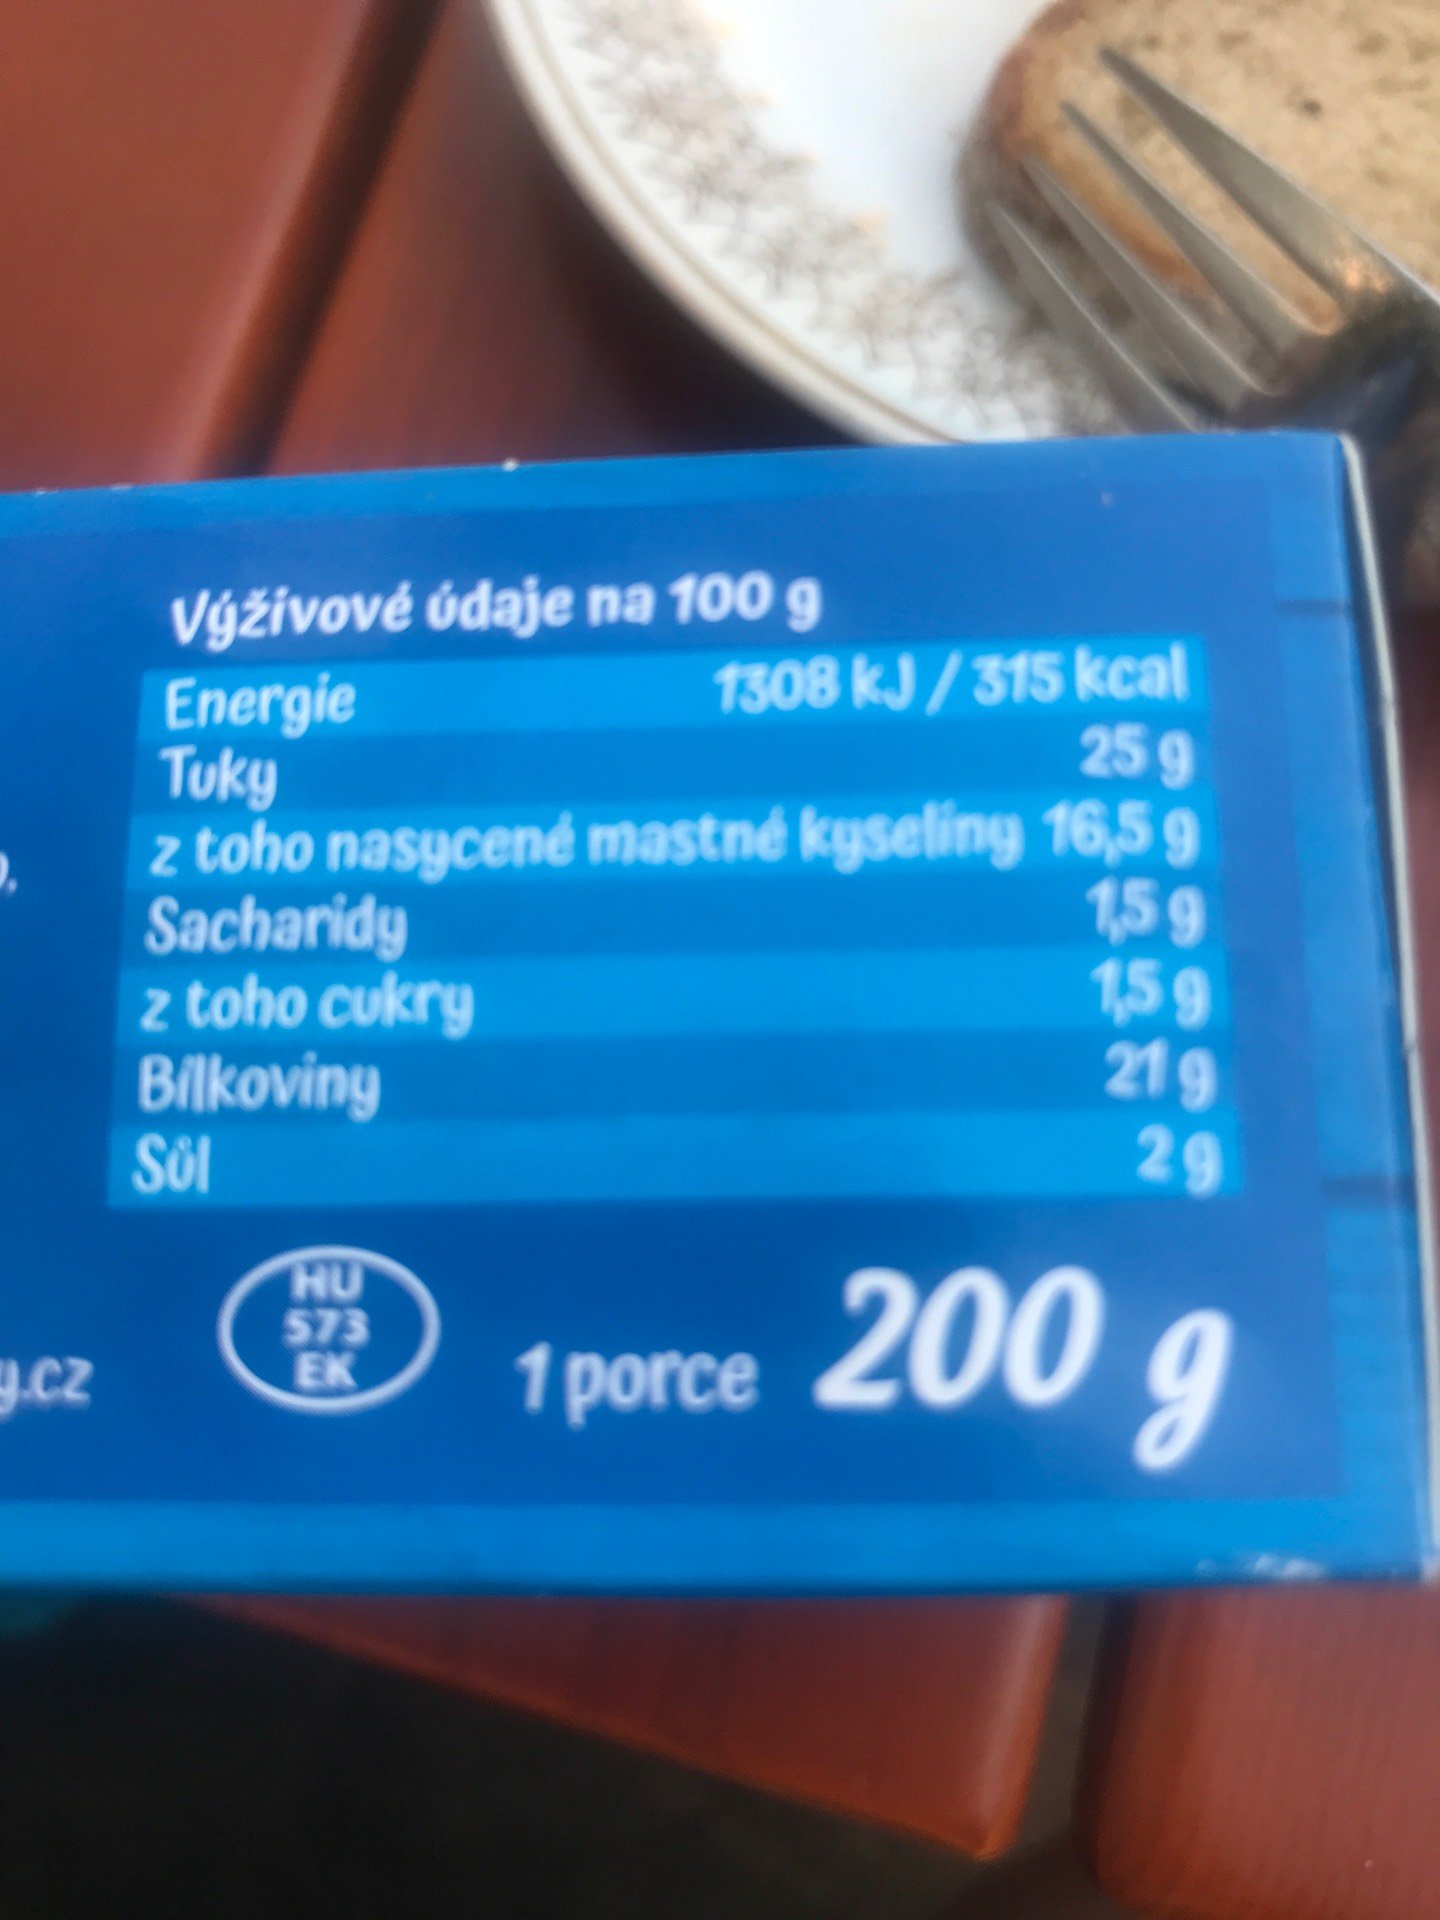 Výživové údaje na 100 g
Energie 1308 kJ / 315 kcal
Tuky 25 g
z toho nasycené mastné kyseliny 16,5 g
Sacharidy 1,5 g
z toho cukry 1,5 g
Bílkoviny 21 g
Sůl 2 g
HU
573
EK
y.cz
1 porce 200 g